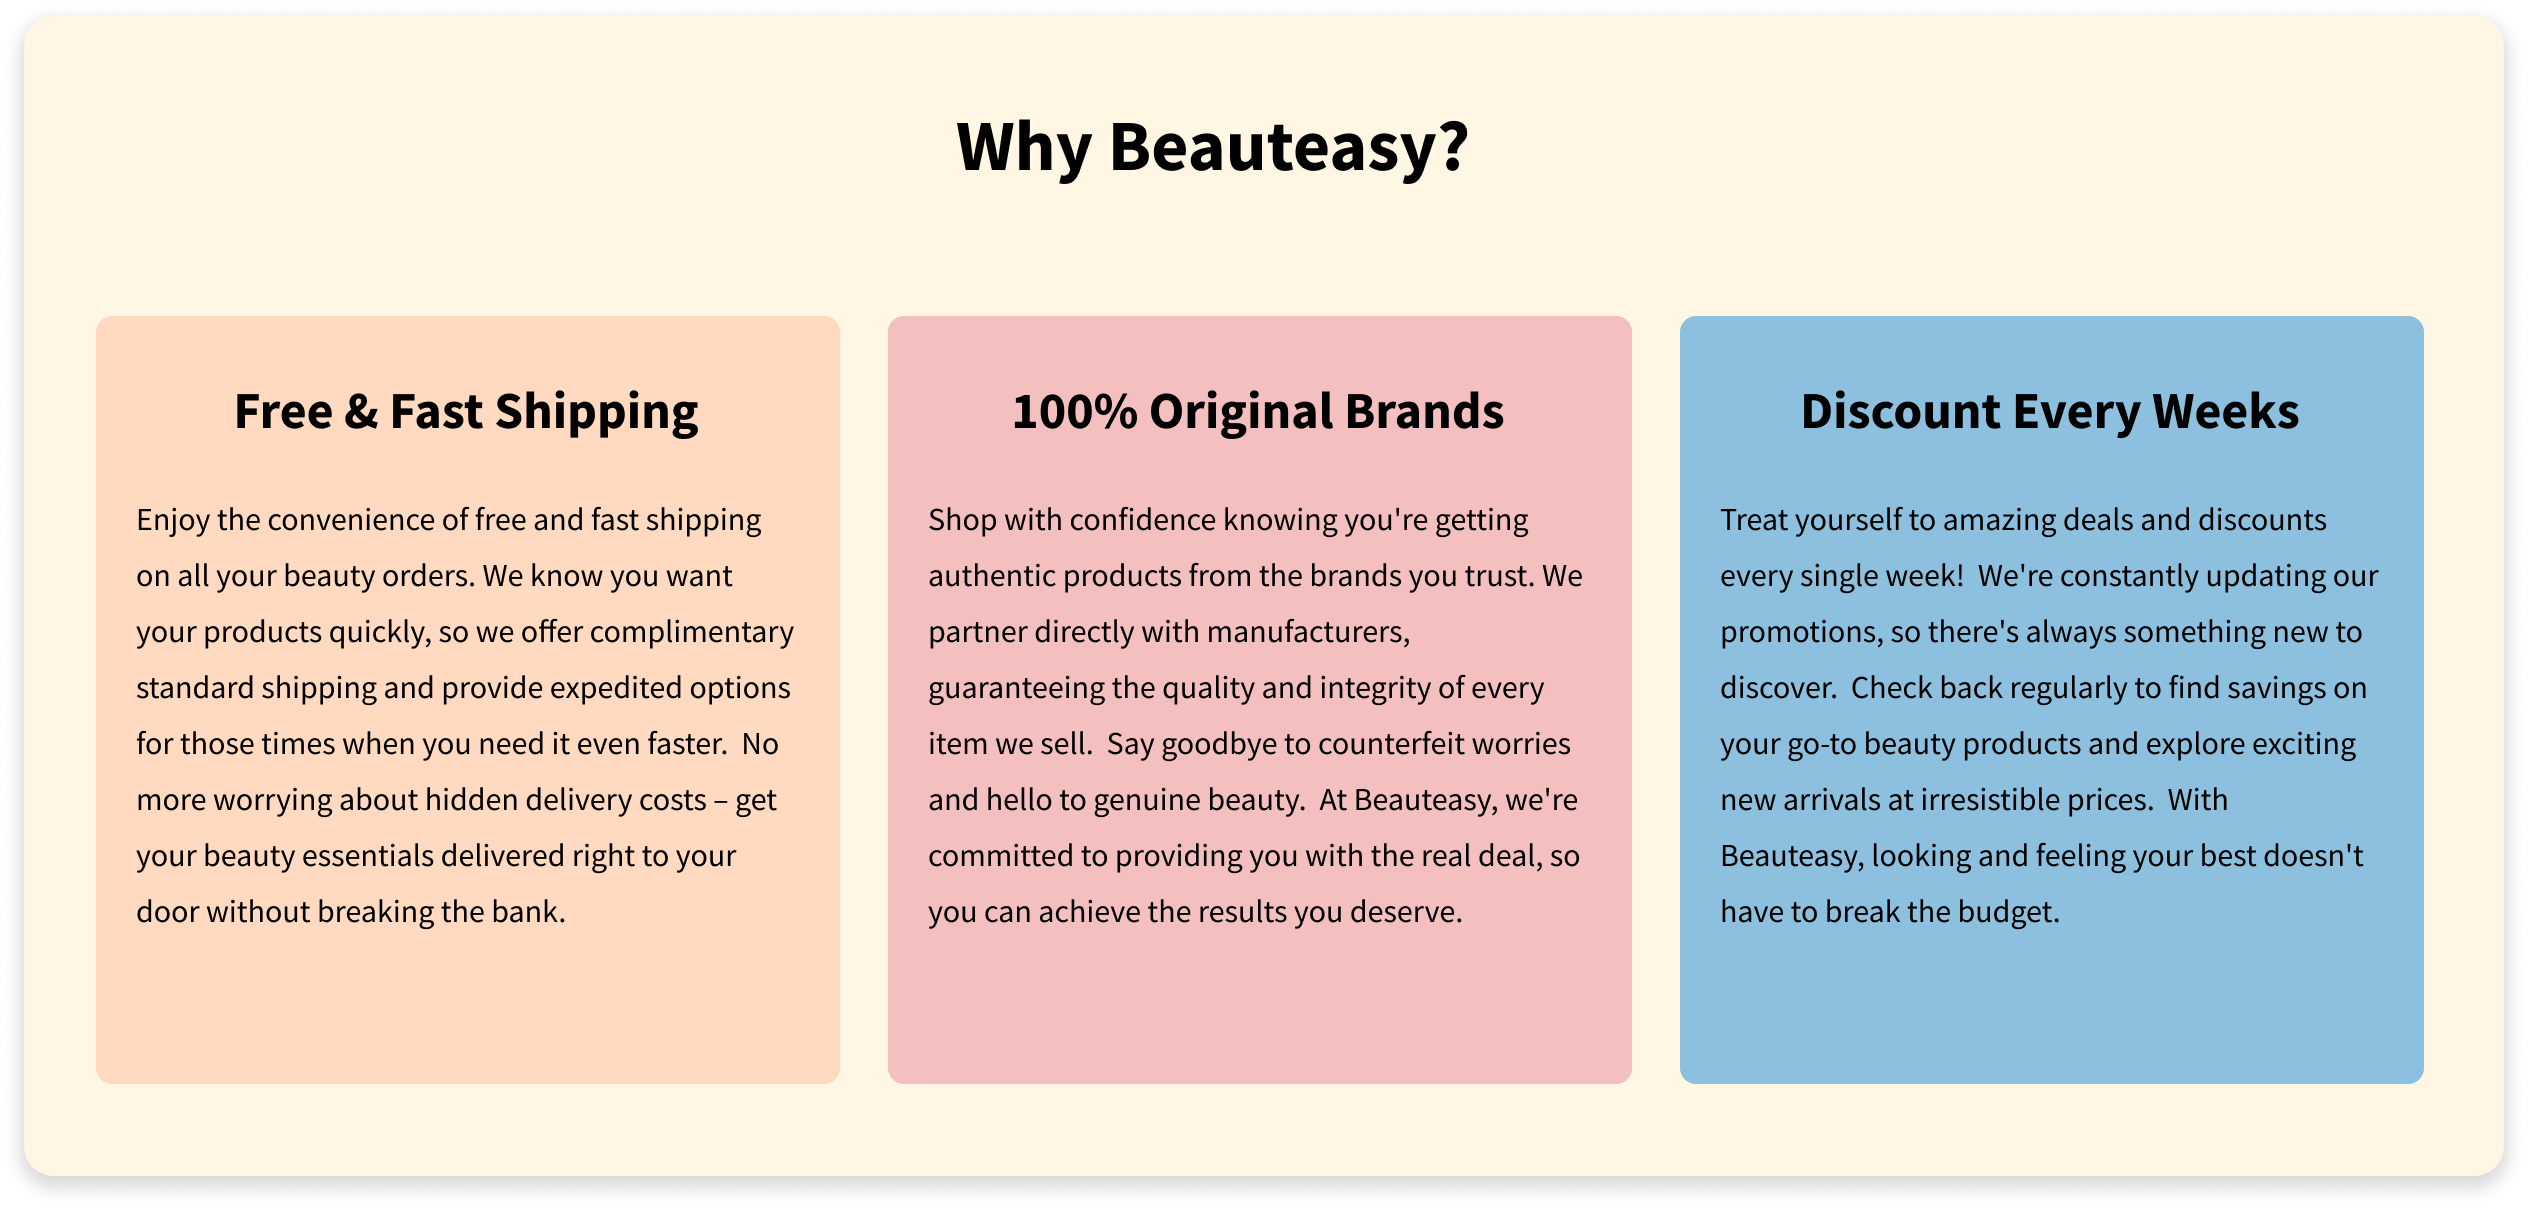 Why Beauteasy?
Free & Fast Shipping
Enjoy the convenience of free and fast shipping
on all your beauty orders. We know you want
your products quickly, so we offer complimentary
standard shipping and provide expedited options
for those times when you need it even faster.  No
more worrying about hidden delivery costs – get
your beauty essentials delivered right to your
door without breaking the bank.
100% Original Brands
Shop with confidence knowing you're getting
authentic products from the brands you trust. We
partner directly with manufacturers,
guaranteeing the quality and integrity of every
item we sell.  Say goodbye to counterfeit worries
and hello to genuine beauty.  At Beauteasy, we're
committed to providing you with the real deal, so
you can achieve the results you deserve.
Discount Every Weeks
Treat yourself to amazing deals and discounts
every single week!  We're constantly updating our
promotions, so there's always something new to
discover.  Check back regularly to find savings on
your go-to beauty products and explore exciting
new arrivals at irresistible prices.  With
Beauteasy, looking and feeling your best doesn't
have to break the budget.